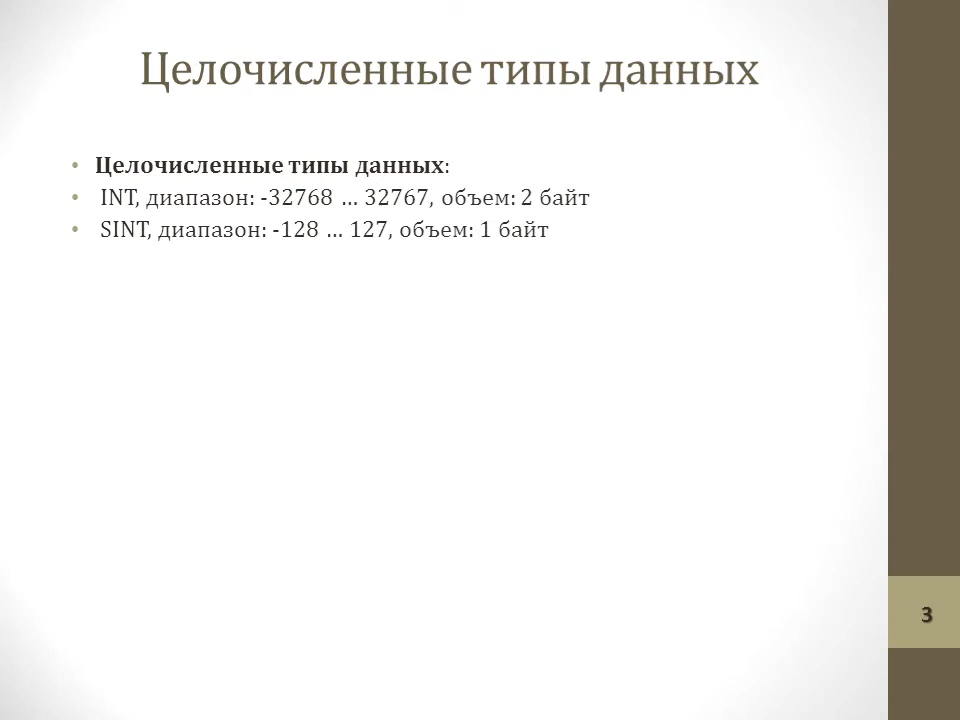 Целочисленные типы данных
• Целочисленные типы данных:
• INT, диапазон: -32768 … 32767, объем: 2 байт
• SINT, диапазон: -128 … 127, объем: 1 байт
3